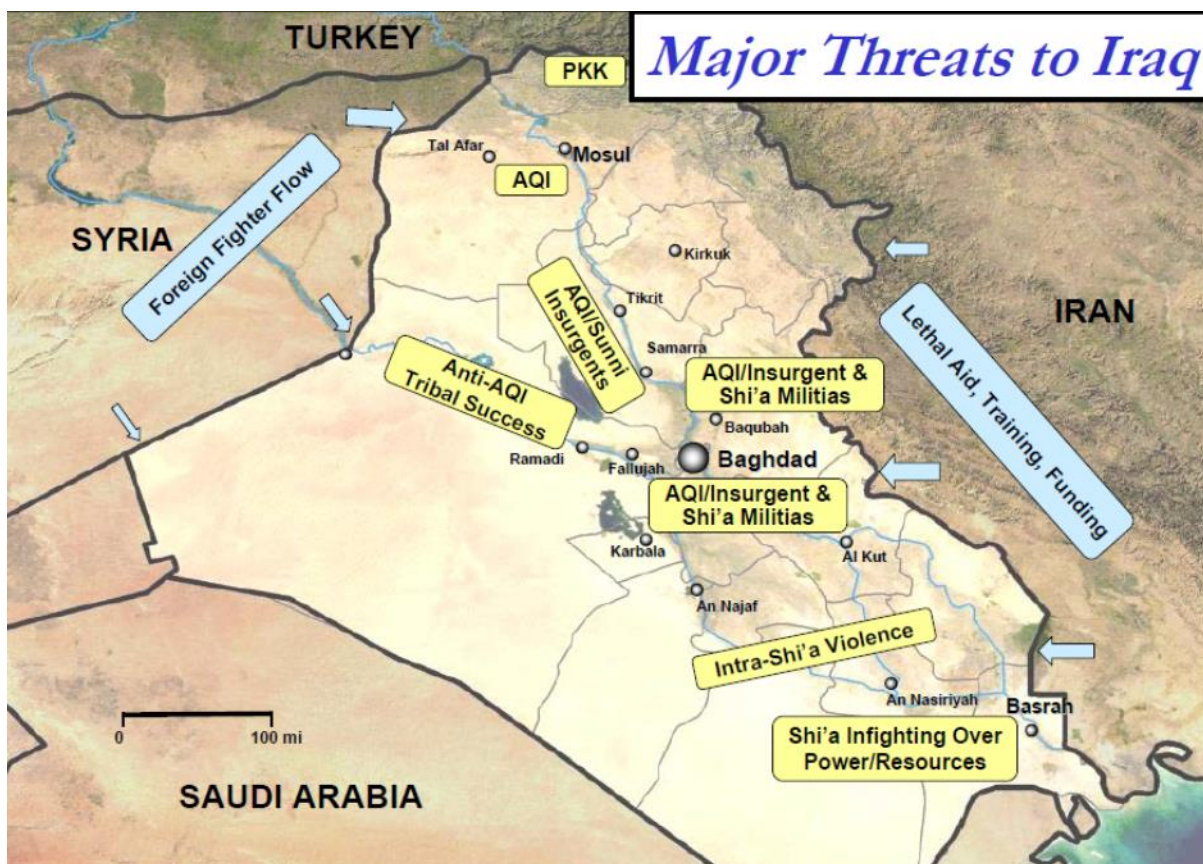 Major Threats to Iraq
TURKEY
PKK
Tal Afar
Mosul
AQI
Foreign Fighter Flow
SYRIA
Kirkuk
IRAN
AQI/Sunni
Insurgents
Tikrit
Lethal Aid, Training, Funding
Samarra
Anti-AQI
Tribal Success
AQI/Insurgent &
Shi'a Militias
Baqubah
Ramadi
Fallujah
Baghdad
AQI/Insurgent &
Shi'a Militias
Karbala
Al Kut
An Najaf
Intra-Shi'a Violence
An Nasiriyah
Basrah
Shi'a Infighting Over
Power/Resources
0
100 mi
SAUDI ARABIA